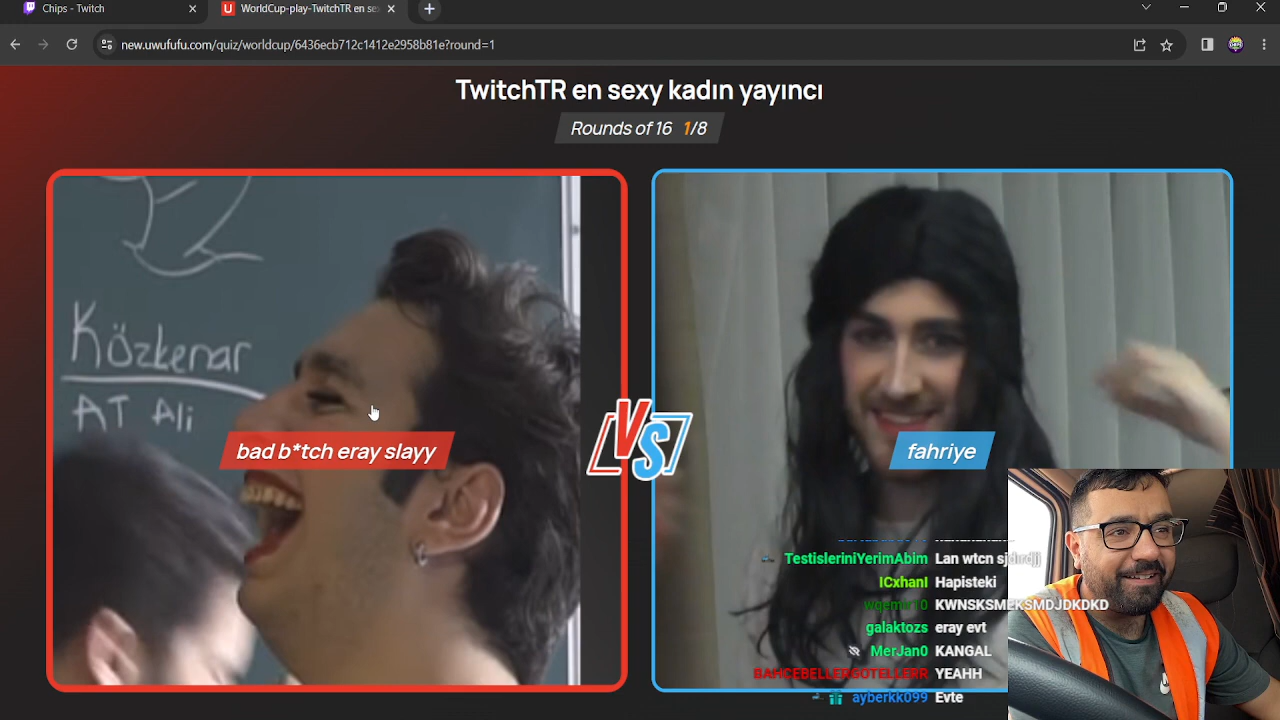 Chips - Twitch
WorldCup-play-TwitchTR en se
new.uwufufu.com/quiz/worldcup/6436ecb712c1412e2958b81e?round=1
TwitchTR en sexy kadın yayıncı
Rounds of 16 1/8
Közkenar
AT Ali
bad b*tch eray slayy
VS
fahriye
TestisleriniYerimAbim Lan wtcn sjdırdjj
ICxhanI Hapisteki
KWNSKSMEKSMDJDKDKD
galaktozs eray evt
MerJan0 KANGAL
BAHCEBELLERGOTELLERR YEAHH
ayberkk099 Evte